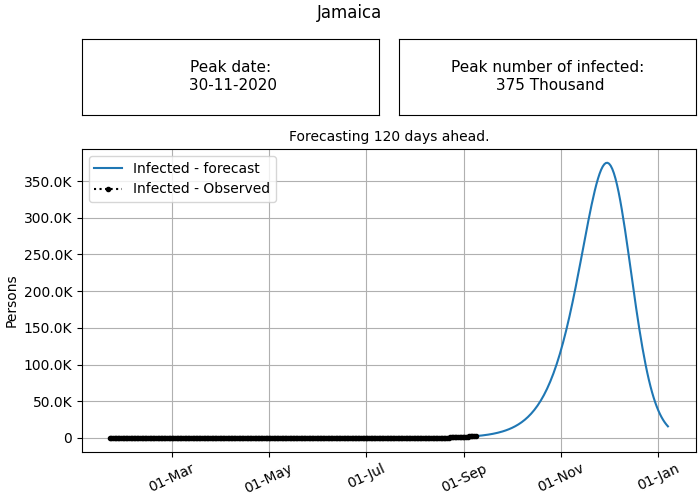 Jamaica
Peak date:
30-11-2020
Peak number of infected:
375 Thousand
Forecasting 120 days ahead.
Infected - forecast
Infected - Observed
Persons
350.0K
300.0K
250.0K
200.0K
150.0K
100.0K
50.0K
0
01-Mar
01-May
01-Jul
01-Sep
01-Nov
01-Jan